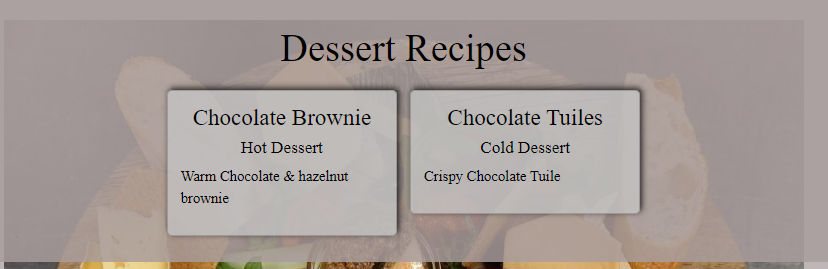 Dessert Recipes
Chocolate Brownie
Hot Dessert
Warm Chocolate & hazelnut
brownie
Chocolate Tuiles
Cold Dessert
Crispy Chocolate Tuile